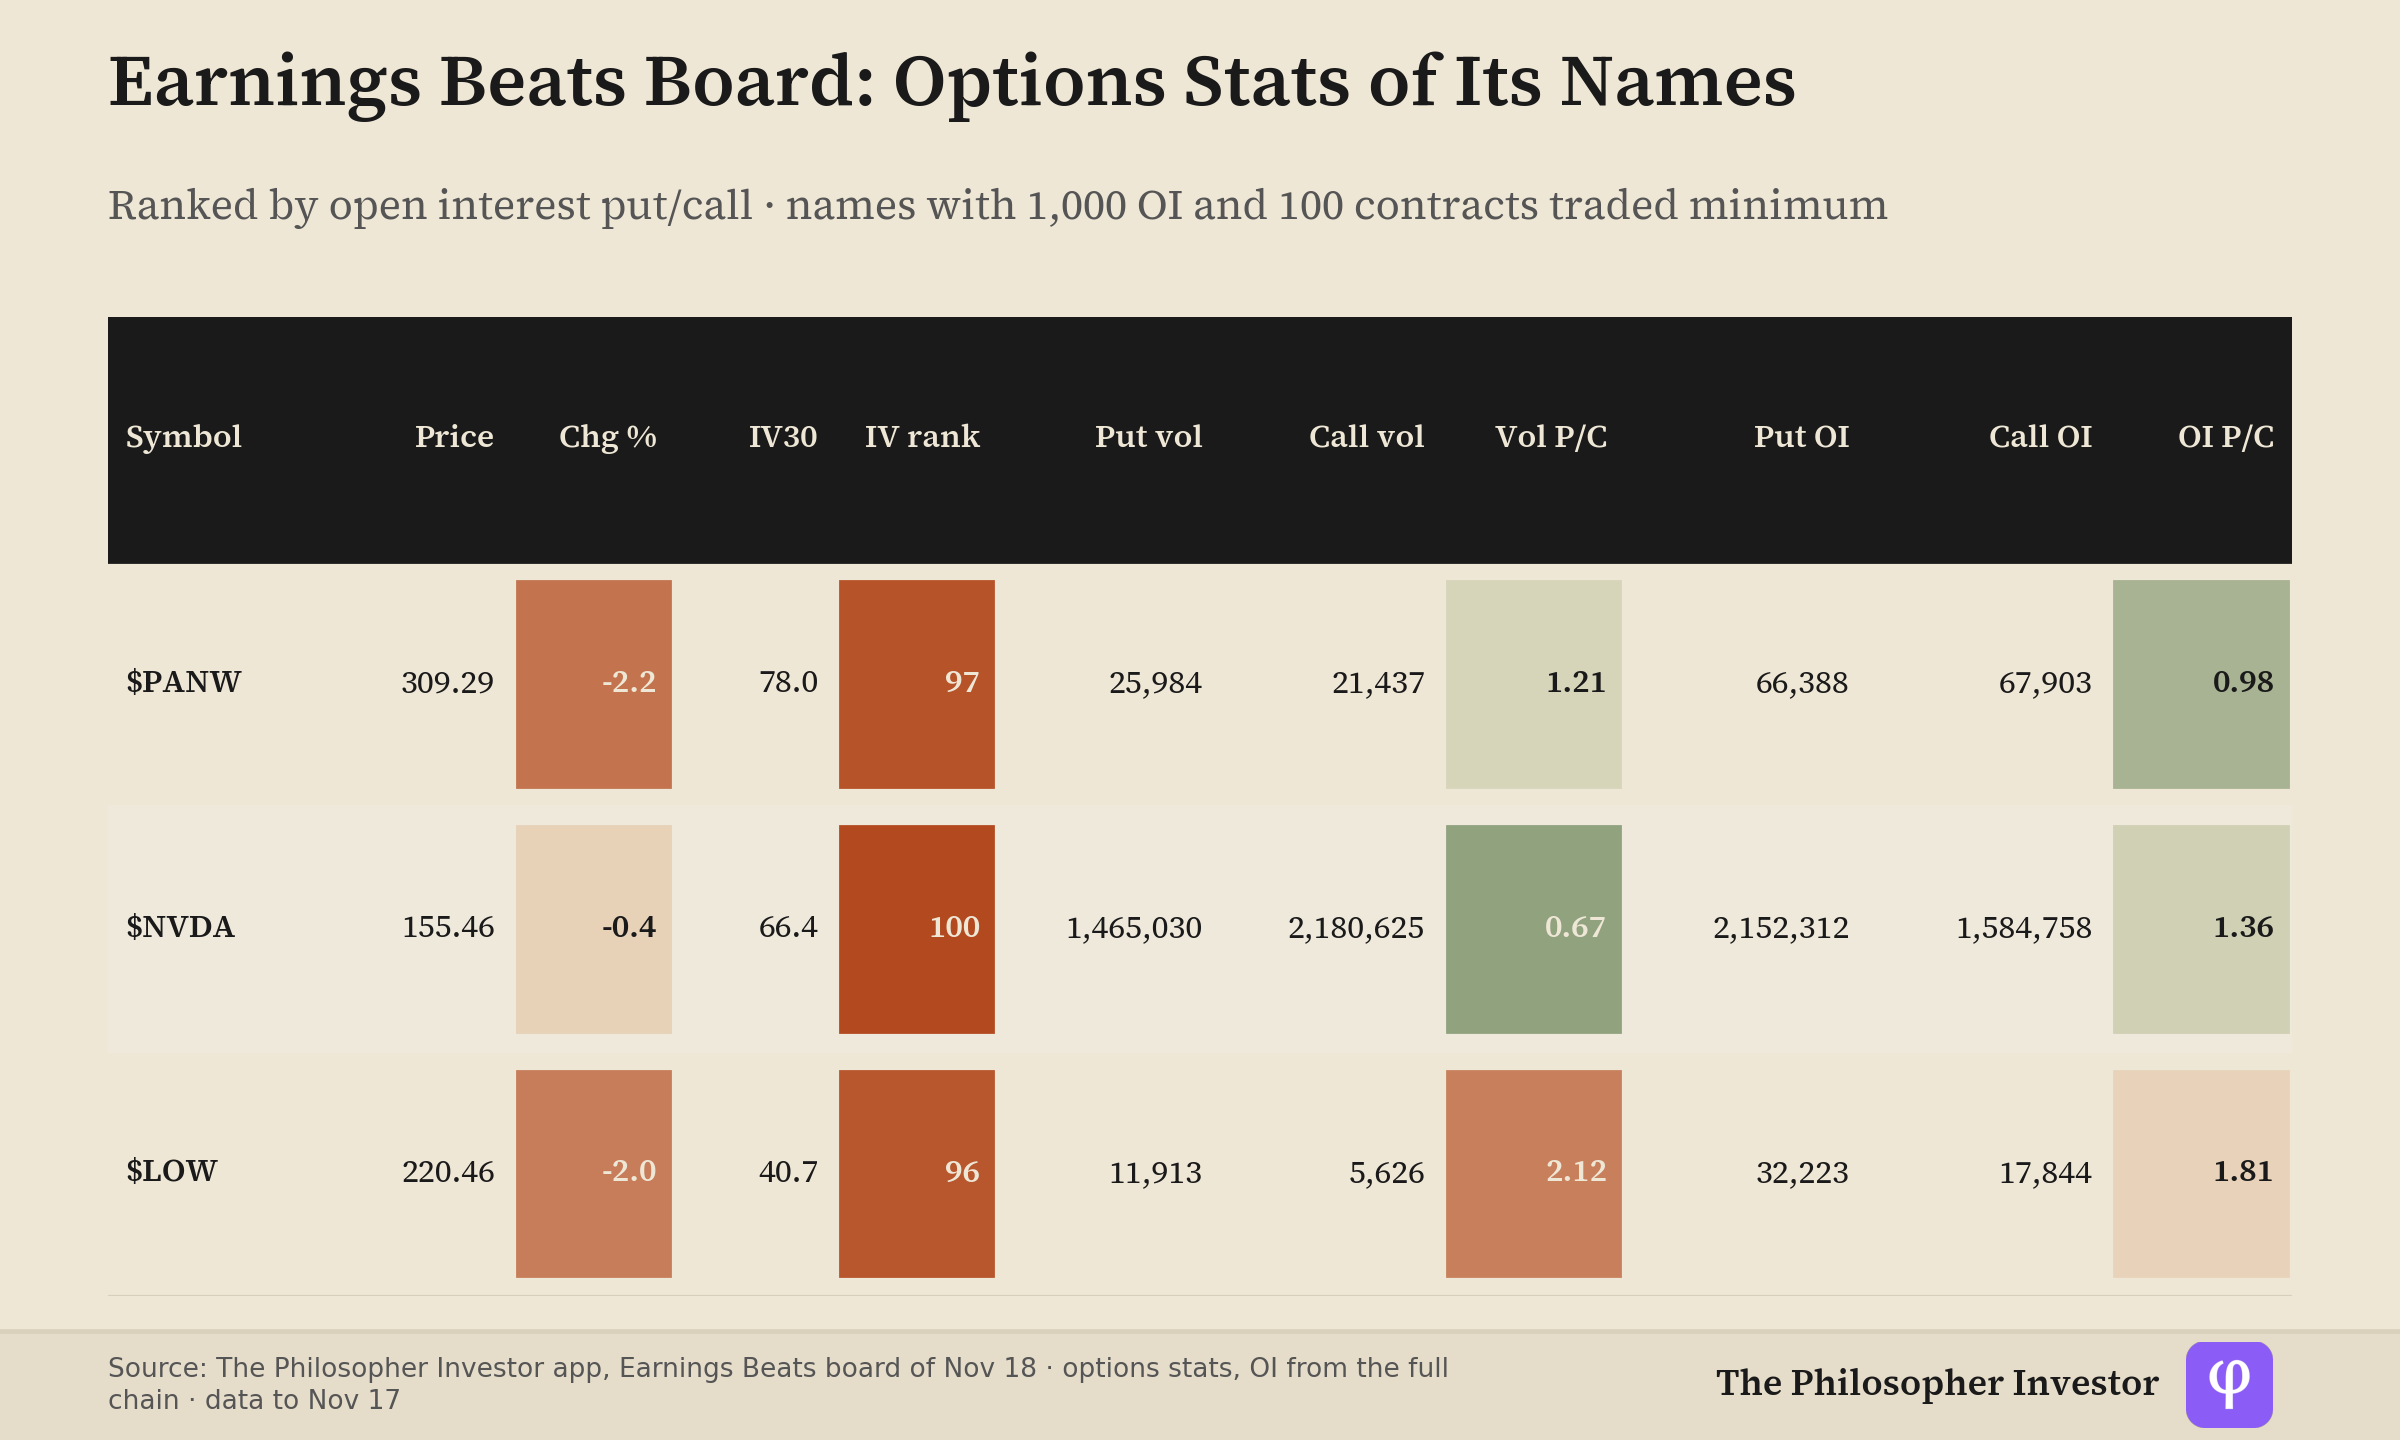 Earnings Beats Board: Options Stats of Its Names
Ranked by open interest put/call · names with 1,000 OI and 100 contracts traded minimum
Symbol Price Chg % IV30 IV rank Put vol Call vol Vol P/C Put OI Call OI OI P/C
$PANW 309.29 -2.2 78.0 97 25,984 21,437 1.21 66,388 67,903 0.98
$NVDA 155.46 -0.4 66.4 100 1,465,030 2,180,625 0.67 2,152,312 1,584,758 1.36
$LOW 220.46 -2.0 40.7 96 11,913 5,626 2.12 32,223 17,844 1.81
Source: The Philosopher Investor app, Earnings Beats board of Nov 18 · options stats, OI from the full
chain · data to Nov 17
The Philosopher Investor φ